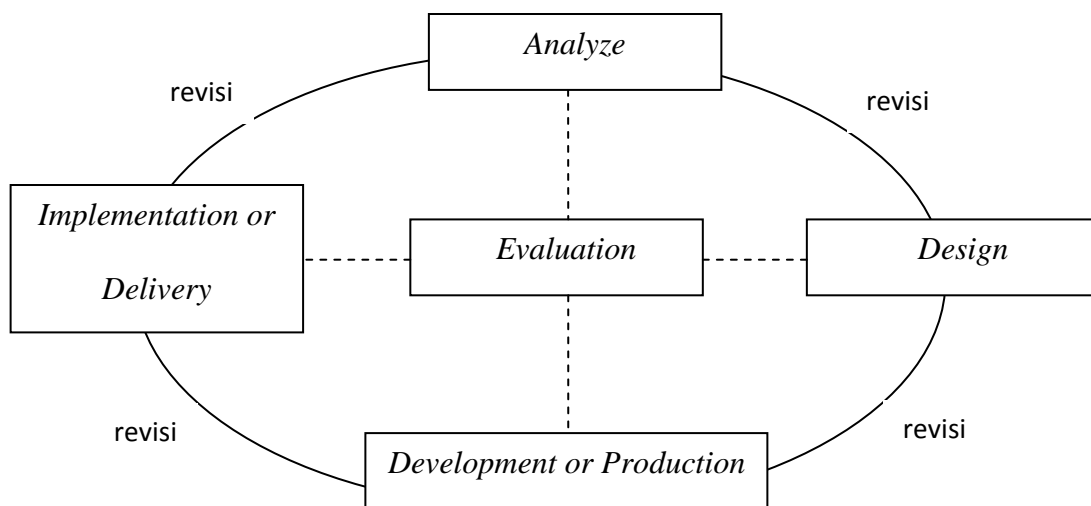 Analyze
revisi
revisi
Implementation or
Delivery
Evaluation
Design
revisi
revisi
Development or Production